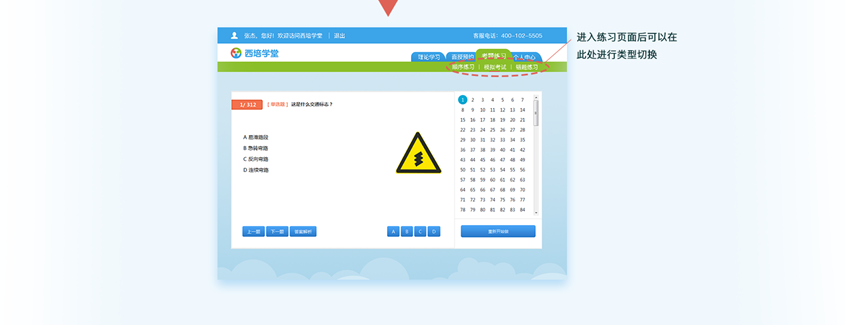 张杰，您好！欢迎访问西培学堂 | 退出
客服电话：400-102-5505
进入练习页面后可以在
此处进行类型切换
西培学堂
理论学习 考题练习 个人中心
顺序练习 | 模拟考试 | 错题练习
1/ 312 [ 单选题 ] 这是什么交通标志？
A 易滑路段
B 急转弯路
C 反向弯路
D 连续弯路
1 2 3 4 5 6 7
8 9 10 11 12 13 14
15 16 17 18 19 20 21
22 23 24 25 26 27 28
29 30 31 32 33 34 35
36 37 38 39 40 41 42
43 44 45 46 47 48 49
50 51 52 53 54 55 56
57 58 59 60 61 62 63
64 65 66 67 68 69 70
71 72 73 74 75 76 77
78 79 80 81 82 83 84
上一题 下一题 答案解析
A B C D
重新开始做